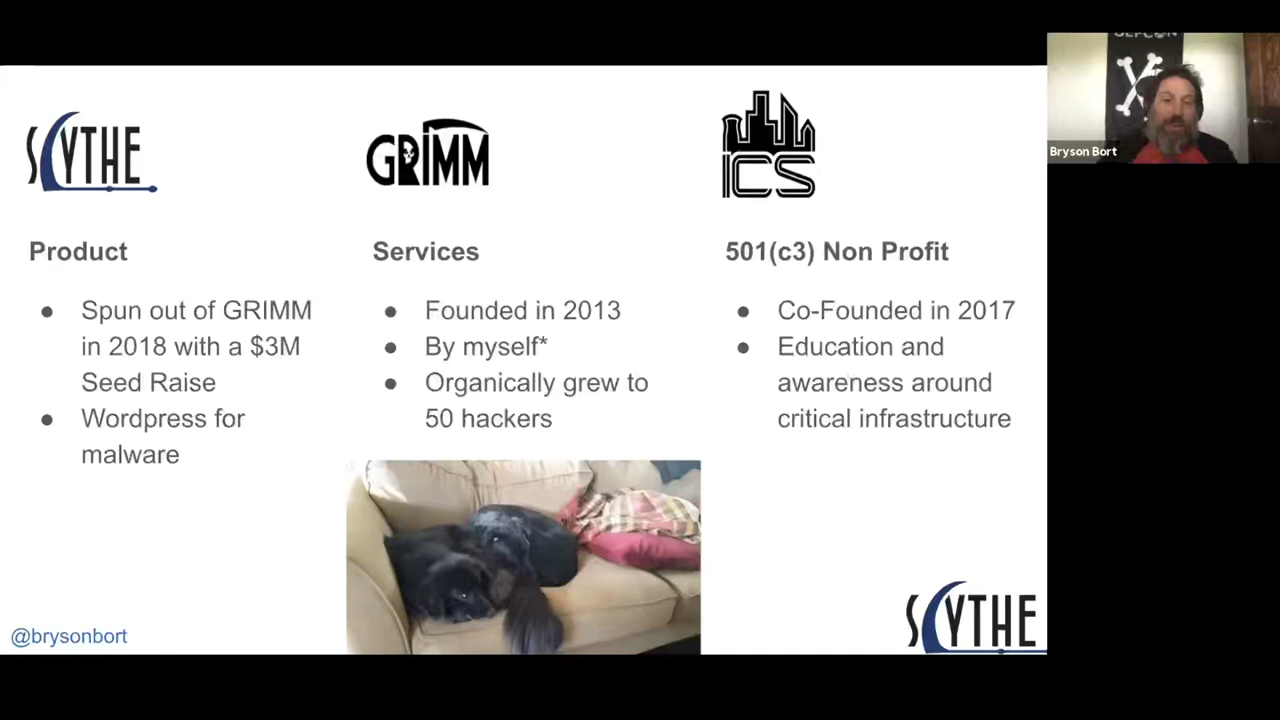 DEFCON
Bryson Bort
SCYTHE
GRIMM
ICS
Product
Services
501(c3) Non Profit
● Spun out of GRIMM
in 2018 with a $3M
Seed Raise
● Wordpress for
malware
● Founded in 2013
● By myself*
● Organically grew to
50 hackers
● Co-Founded in 2017
● Education and
awareness around
critical infrastructure
@brysonbort
SCYTHE